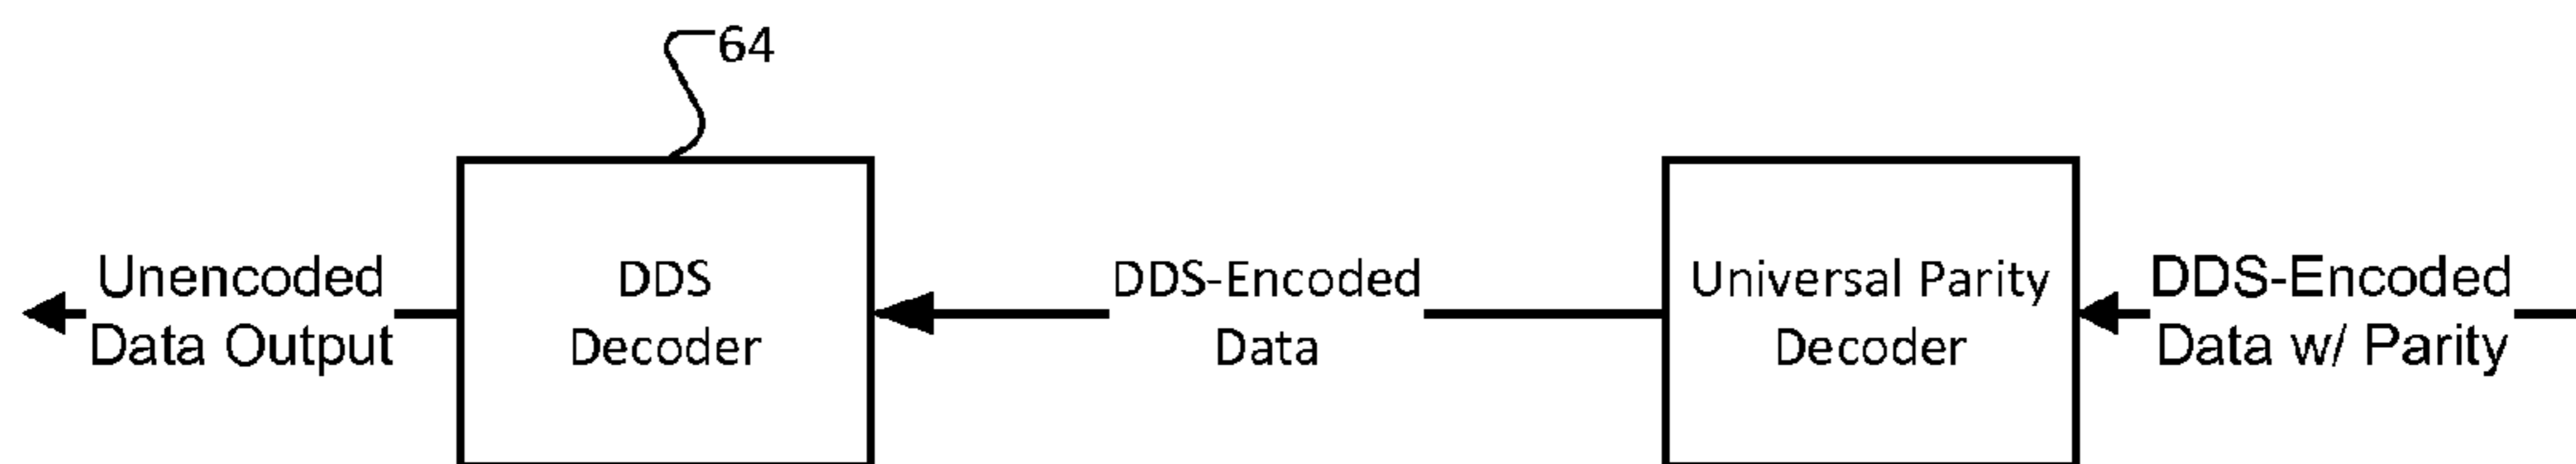 64
Unencoded
Data Output
DDS
Decoder
DDS-Encoded
Data
Universal Parity
Decoder
DDS-Encoded
Data w/ Parity